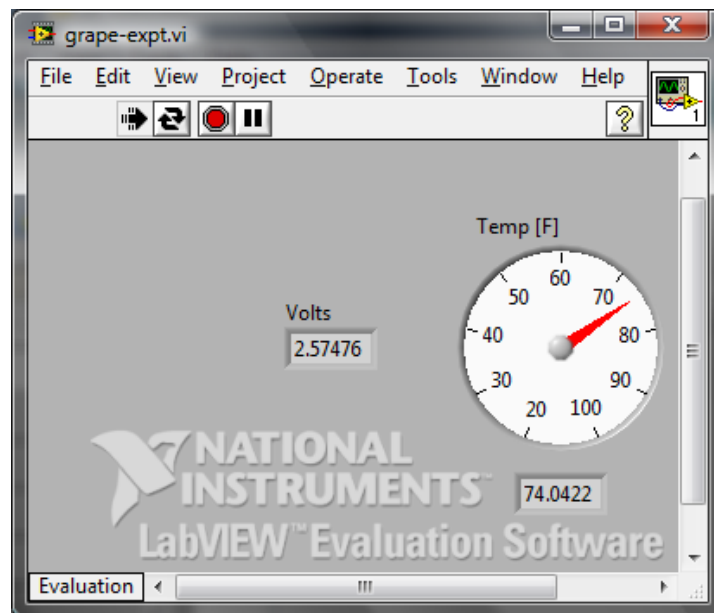 grape-expt.vi
File Edit View Project Operate Tools Window Help
1
Temp [F]
60
50 70
Volts
40 80
2.57476
30 90
20 100
NATIONAL
INSTRUMENTS™
74.0422
LabVIEW™ Evaluation Software
Evaluation